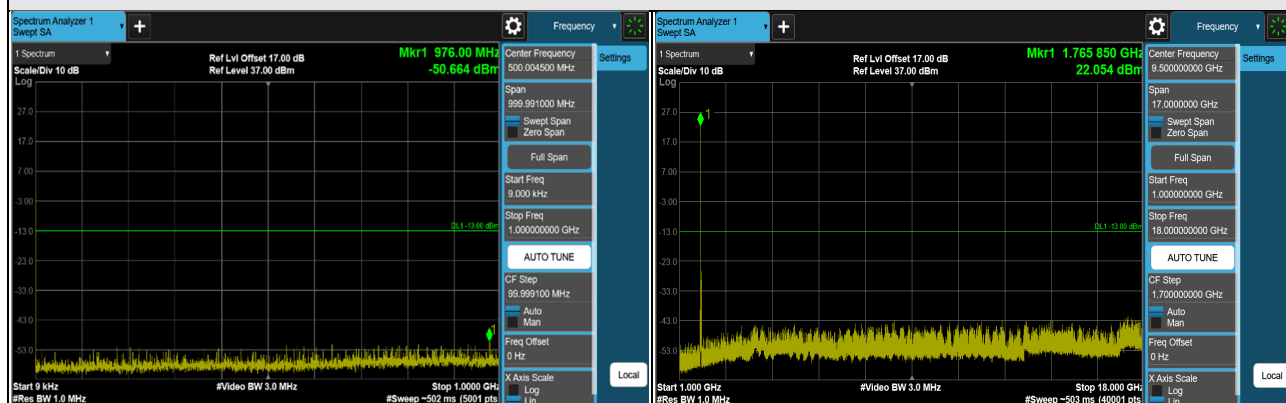 Spectrum Analyzer 1
Swept SA
+
Frequency
1 Spectrum
Scale/Div 10 dB
Log
Ref Lvl Offset 17.00 dB
Ref Level 37.00 dBm
Mkr1 976.00 MHz
-50.664 dBm
27.0
17.0
7.00
-3.00
-13.0
-23.0
-33.0
-43.0
-53.0
DL1 -13.00 dBm
1
Start 9 kHz
#Res BW 1.0 MHz
#Video BW 3.0 MHz
Stop 1.0000 GHz
#Sweep ~502 ms (5001 pts)
Center Frequency
500.004500 MHz
Span
999.991000 MHz
Swept Span
Zero Span
Full Span
Start Freq
9.000 kHz
Stop Freq
1.000000000 GHz
AUTO TUNE
CF Step
99.999100 MHz
Auto
Man
Freq Offset
0 Hz
X Axis Scale
Log
Lin
Settings
Local
Spectrum Analyzer 1
Swept SA
+
Frequency
1 Spectrum
Scale/Div 10 dB
Log
Ref Lvl Offset 17.00 dB
Ref Level 37.00 dBm
Mkr1 1.765 850 GHz
22.054 dBm
27.0
17.0
7.00
-3.00
-13.0
-23.0
-33.0
-43.0
-53.0
DL1 -13.00 dBm
1
Start 1.000 GHz
#Res BW 1.0 MHz
#Video BW 3.0 MHz
Stop 18.000 GHz
#Sweep ~503 ms (40001 pts)
Center Frequency
9.500000000 GHz
Span
17.0000000 GHz
Swept Span
Zero Span
Full Span
Start Freq
1.000000000 GHz
Stop Freq
18.000000000 GHz
AUTO TUNE
CF Step
1.700000000 GHz
Auto
Man
Freq Offset
0 Hz
X Axis Scale
Log
Lin
Settings
Local